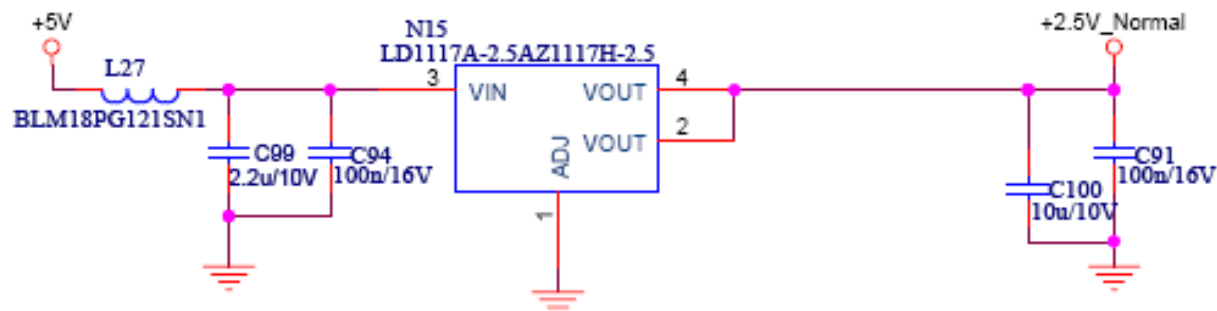 +5V
L27
BLM18PG121SN1
N15
LD1117A-2.5AZ1117H-2.5
+2.5V_Normal
3
VIN
VOUT
4
VOUT
2
ADJ
1
C99
2.2u/10V
C94
100n/16V
C100
10u/10V
C91
100n/16V